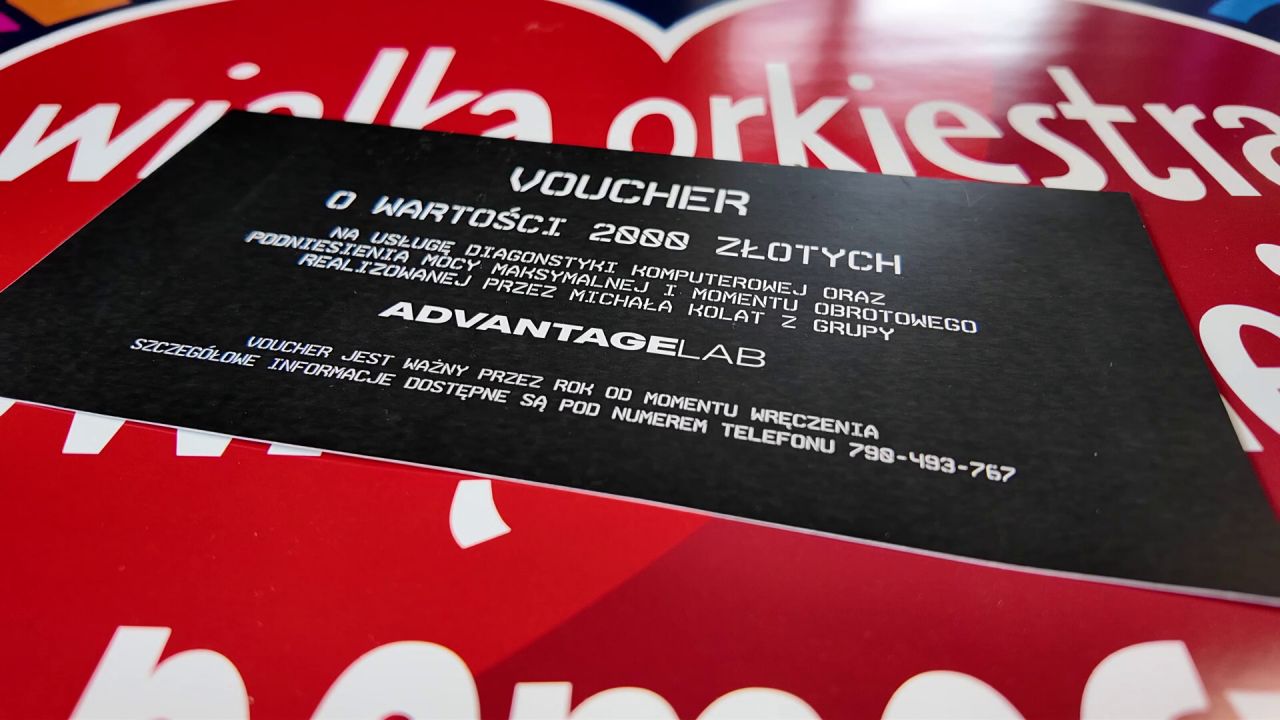 wielka orkiestra
VOUCHER
O WARTOŚCI 2000 ZŁOTYCH
NA USŁUGĘ DIAGONSTYKI KOMPUTEROWEJ ORAZ
PODNIESIENIA MOCY MAKSYMALNEJ I MOMENTU OBROTOWEGO
REALIZOWANEJ PRZEZ MICHAŁA KOLAT Z GRUPY
ADVANTAGELAB
VOUCHER JEST WAŻNY PRZEZ ROK OD MOMENTU WRĘCZENIA
SZCZEGÓŁOWE INFORMACJE DOSTĘPNE SĄ POD NUMEREM TELEFONU 790-493-767